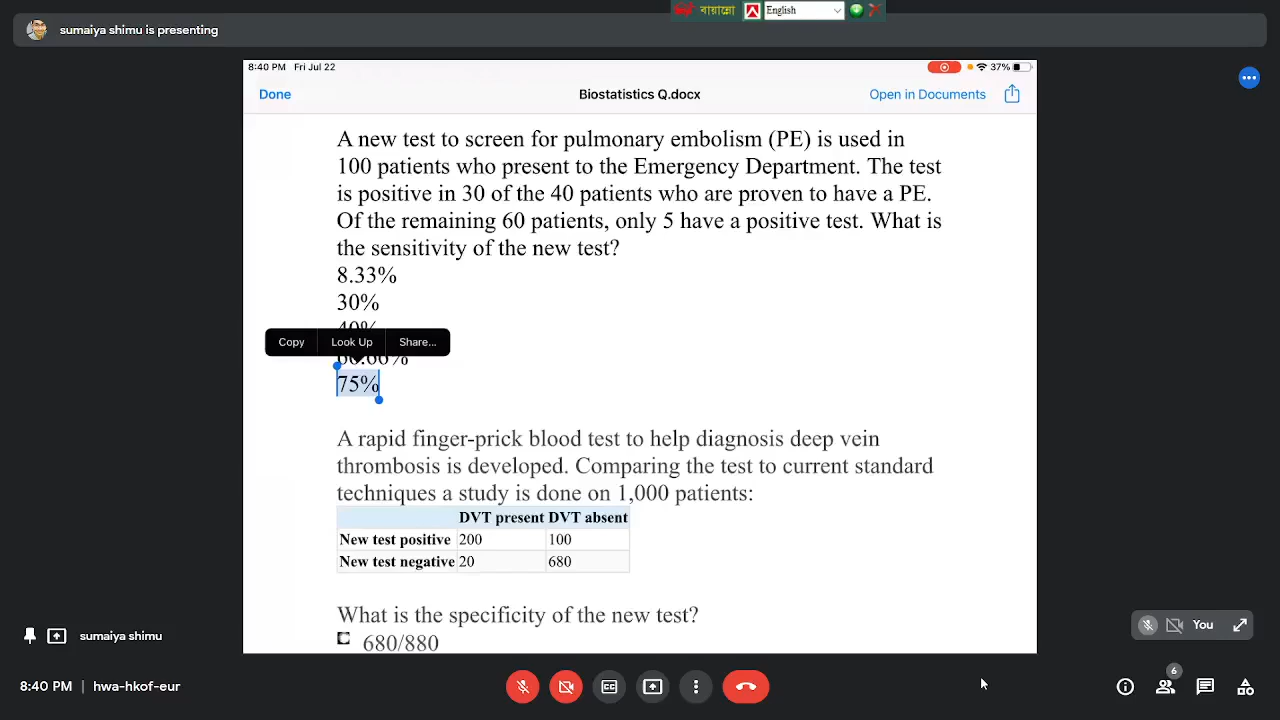 বায়ান্নো English
sumaiya shimu is presenting
8:40 PM Fri Jul 22
37%
Done
Biostatistics Q.docx
Open in Documents
A new test to screen for pulmonary embolism (PE) is used in
100 patients who present to the Emergency Department. The test
is positive in 30 of the 40 patients who are proven to have a PE.
Of the remaining 60 patients, only 5 have a positive test. What is
the sensitivity of the new test?
8.33%
30%
40%
Copy Look Up Share...
66.66%
75%
A rapid finger-prick blood test to help diagnosis deep vein
thrombosis is developed. Comparing the test to current standard
techniques a study is done on 1,000 patients:
DVT present DVT absent
New test positive 200 100
New test negative 20 680
What is the specificity of the new test?
680/880
sumaiya shimu
You
8:40 PM | hwa-hkof-eur
6